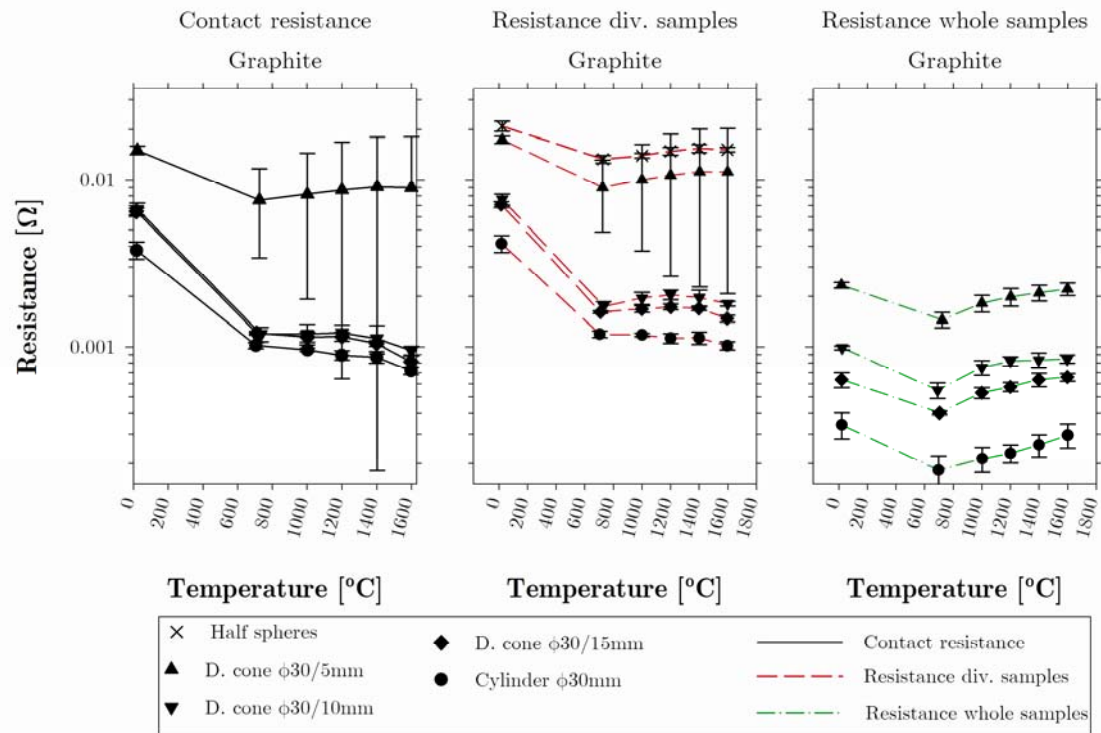 Contact resistance
Resistance div. samples
Resistance whole samples
Graphite
Graphite
Graphite
Resistance [Ω]
0.01
0.001
0 200 400 600 800 1000 1200 1400 1600
0 200 400 600 800 1000 1200 1400 1600 1800
0 200 400 600 800 1000 1200 1400 1600 1800
Temperature [ºC]
Temperature [ºC]
Temperature [ºC]
Half spheres
D. cone ϕ30/5mm
D. cone ϕ30/10mm
D. cone ϕ30/15mm
Cylinder ϕ30mm
Contact resistance
Resistance div. samples
Resistance whole samples